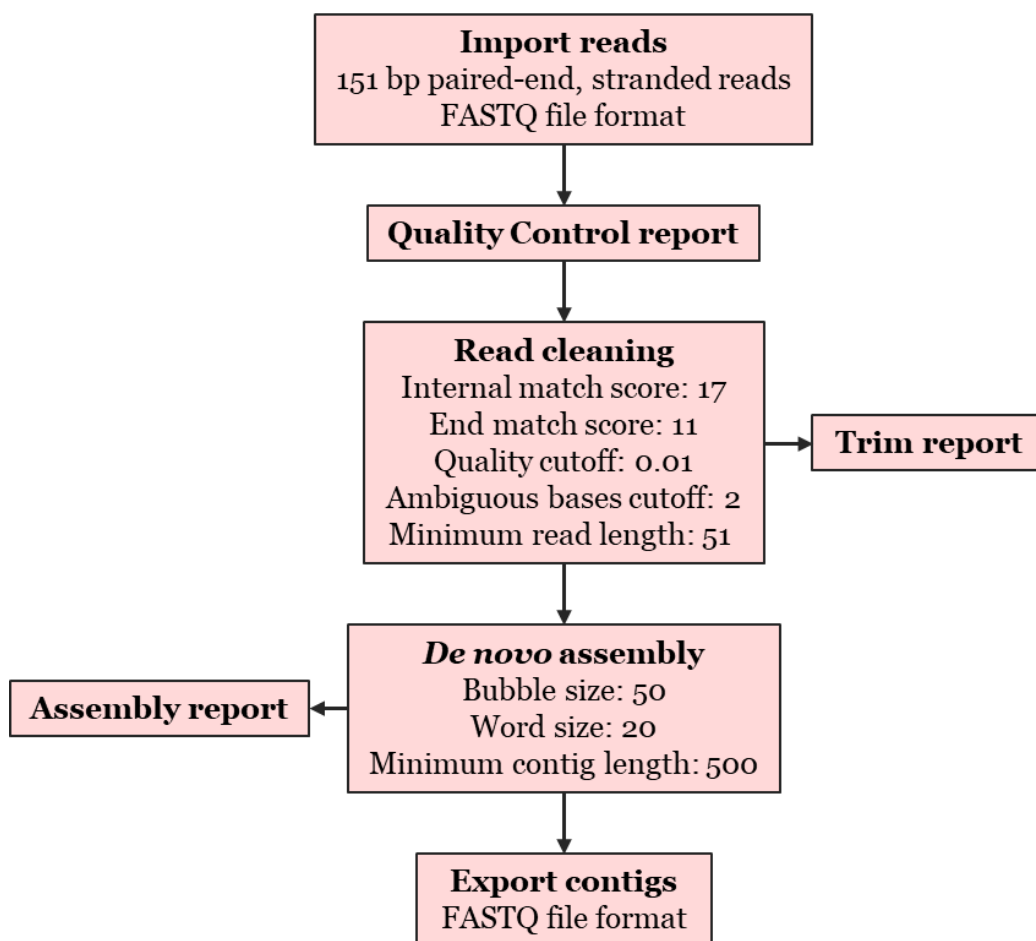 Import reads
151 bp paired-end, stranded reads
FASTQ file format
Quality Control report
Read cleaning
Internal match score: 17
End match score: 11
Quality cutoff: 0.01
Ambiguous bases cutoff: 2
Minimum read length: 51
Trim report
De novo assembly
Bubble size: 50
Word size: 20
Minimum contig length: 500
Assembly report
Export contigs
FASTQ file format